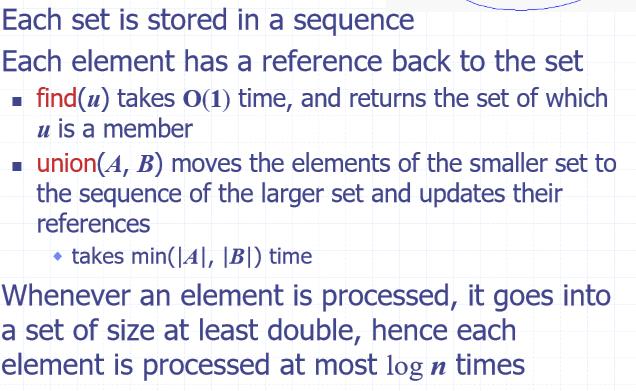 Each set is stored in a sequence
Each element has a reference back to the set
▪ find(u) takes O(1) time, and returns the set of which
u is a member
▪ union(A, B) moves the elements of the smaller set to
the sequence of the larger set and updates their
references
◆ takes min(|A|, |B|) time
Whenever an element is processed, it goes into
a set of size at least double, hence each
element is processed at most log n times